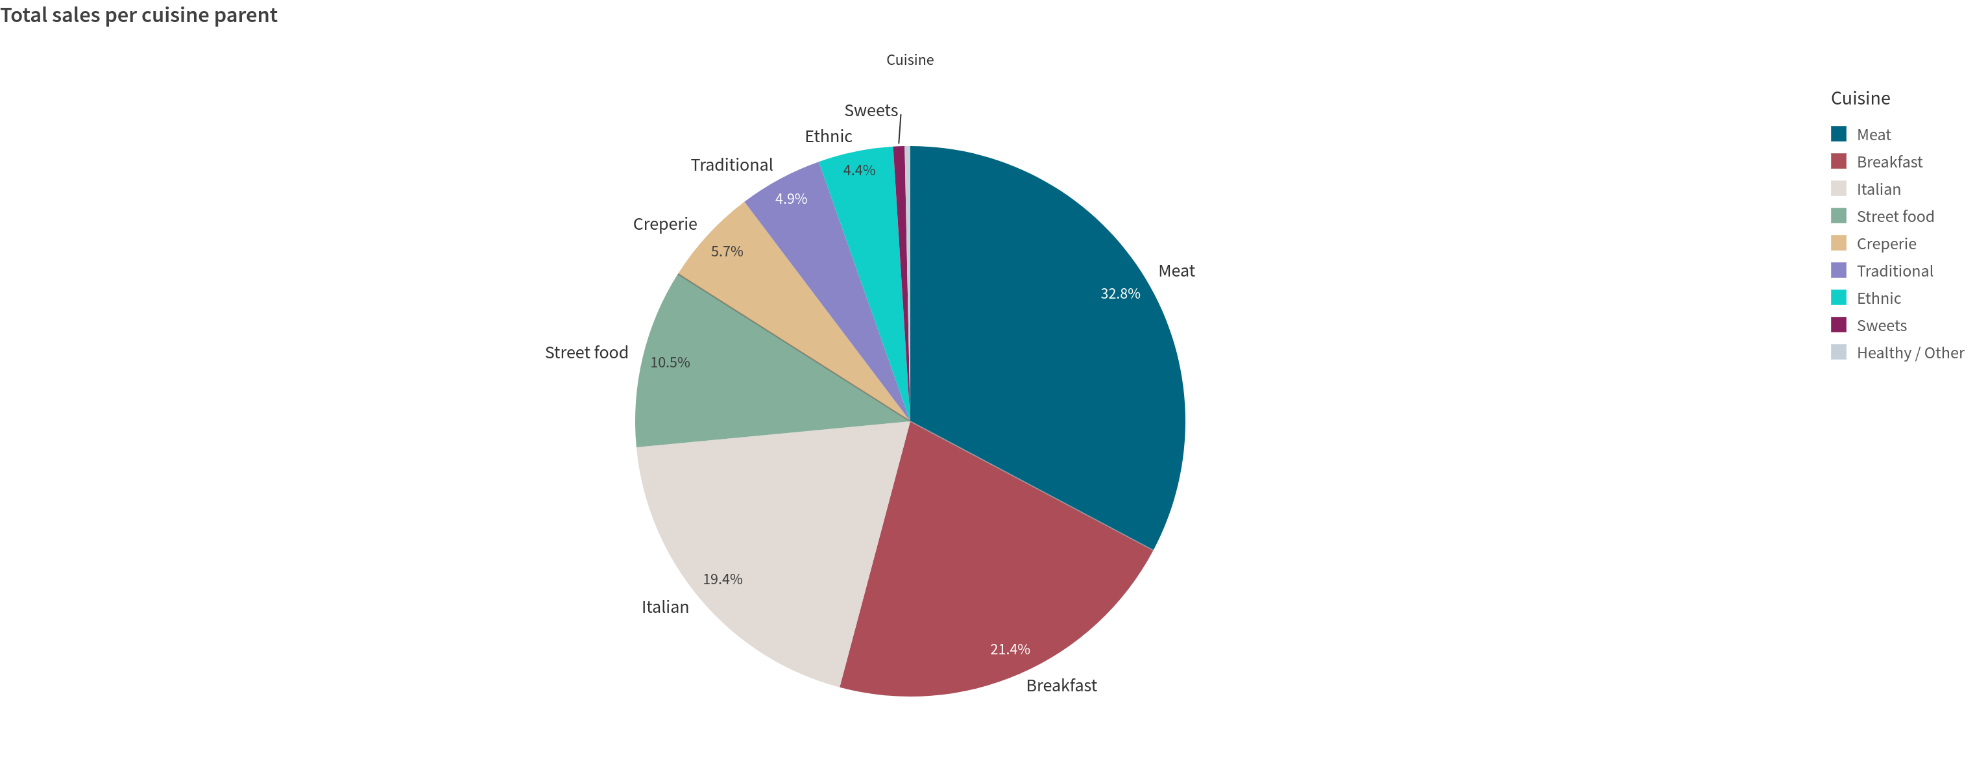 Total sales per cuisine parent
Cuisine
Sweets
Ethnic
Traditional
4.4%
4.9%
Creperie
5.7%
Meat
32.8%
Street food
10.5%
19.4%
Italian
21.4%
Breakfast
Cuisine
Meat
Breakfast
Italian
Street food
Creperie
Traditional
Ethnic
Sweets
Healthy / Other